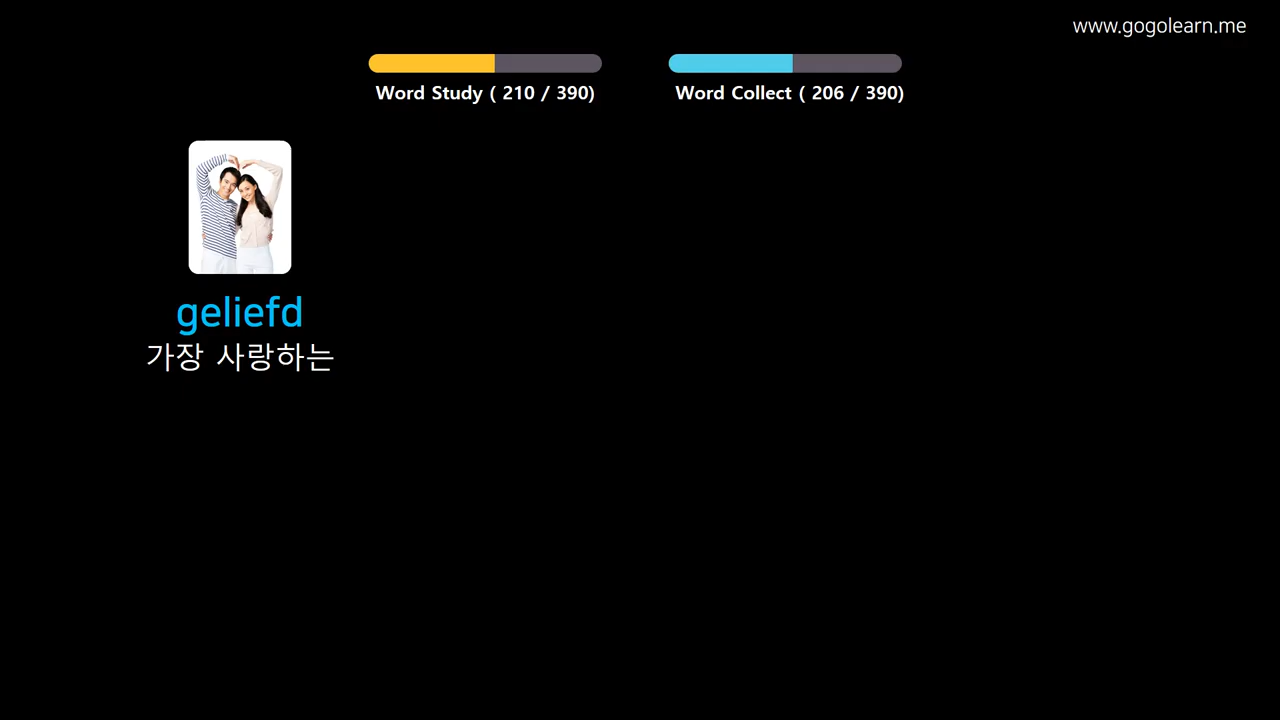 www.gogolearn.me
Word Study ( 210 / 390)
Word Collect ( 206 / 390)
geliefd
가장 사랑하는